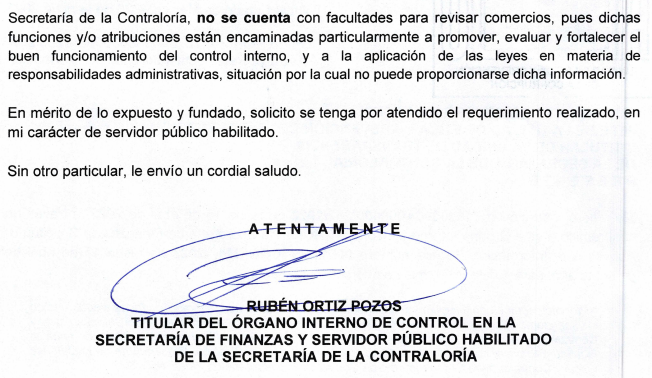 Secretaría de la Contraloría, no se cuenta con facultades para revisar comercios, pues dichas
funciones y/o atribuciones están encaminadas particularmente a promover, evaluar y fortalecer el
buen funcionamiento del control interno, y a la aplicación de las leyes en materia de
responsabilidades administrativas, situación por la cual no puede proporcionarse dicha información.
En mérito de lo expuesto y fundado, solicito se tenga por atendido el requerimiento realizado, en
mi carácter de servidor público habilitado.
Sin otro particular, le envío un cordial saludo.
A T E N T A M E N T E
RUBÉN ORTIZ POZOS
TITULAR DEL ÓRGANO INTERNO DE CONTROL EN LA
SECRETARÍA DE FINANZAS Y SERVIDOR PÚBLICO HABILITADO
DE LA SECRETARÍA DE LA CONTRALORÍA